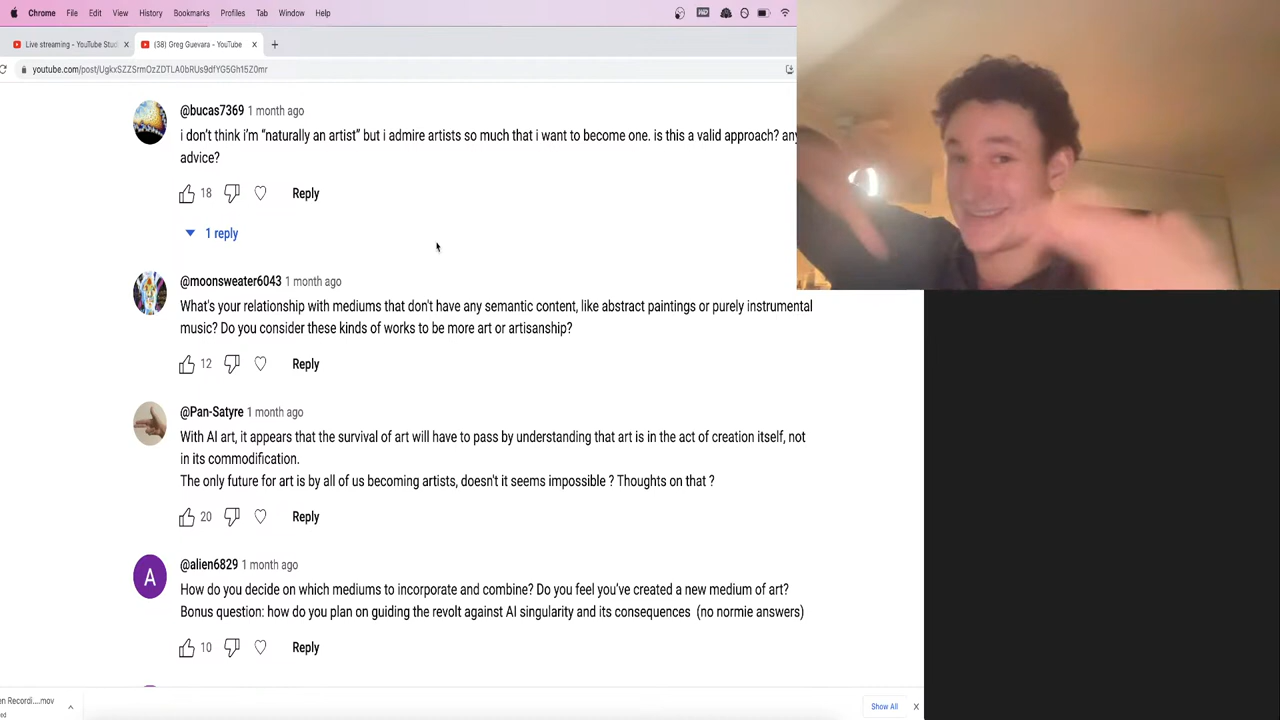 Chrome File Edit View History Bookmarks Profiles Tab Window Help
Live streaming - YouTube Stud
(38) Greg Guevara - YouTube
youtube.com/post/UgkxSZZSrmOzZDTLA0bRUs9dfYG5Gh15Z0mr
@bucas7369 1 month ago
i don't think i'm “naturally an artist” but i admire artists so much that i want to become one. is this a valid approach? any
advice?
18 Reply
1 reply
@moonsweater6043 1 month ago
What's your relationship with mediums that don't have any semantic content, like abstract paintings or purely instrumental
music? Do you consider these kinds of works to be more art or artisanship?
12 Reply
@Pan-Satyre 1 month ago
With AI art, it appears that the survival of art will have to pass by understanding that art is in the act of creation itself, not
in its commodification.
The only future for art is by all of us becoming artists, doesn't it seems impossible ? Thoughts on that ?
20 Reply
A
@alien6829 1 month ago
How do you decide on which mediums to incorporate and combine? Do you feel you've created a new medium of art?
Bonus question: how do you plan on guiding the revolt against AI singularity and its consequences (no normie answers)
10 Reply
en Recordi....mov
Show All